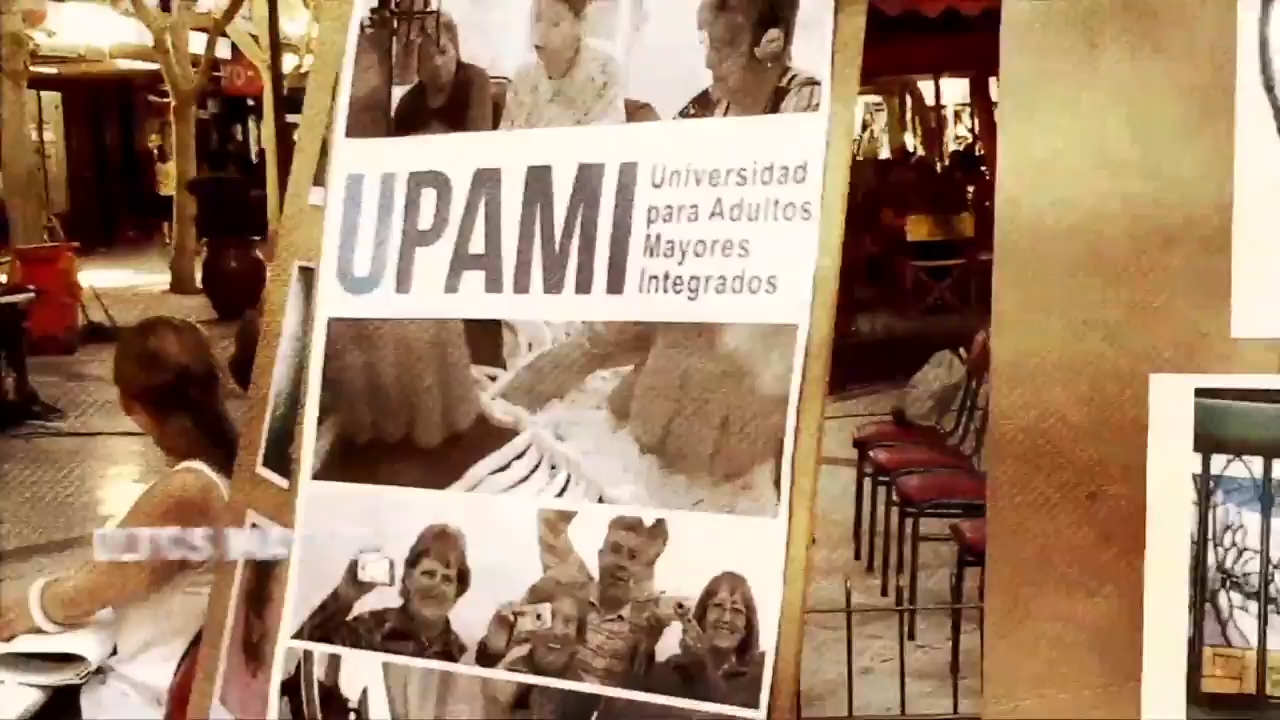 UPAMI
Universidad
para Adultos
Mayores
Integrados